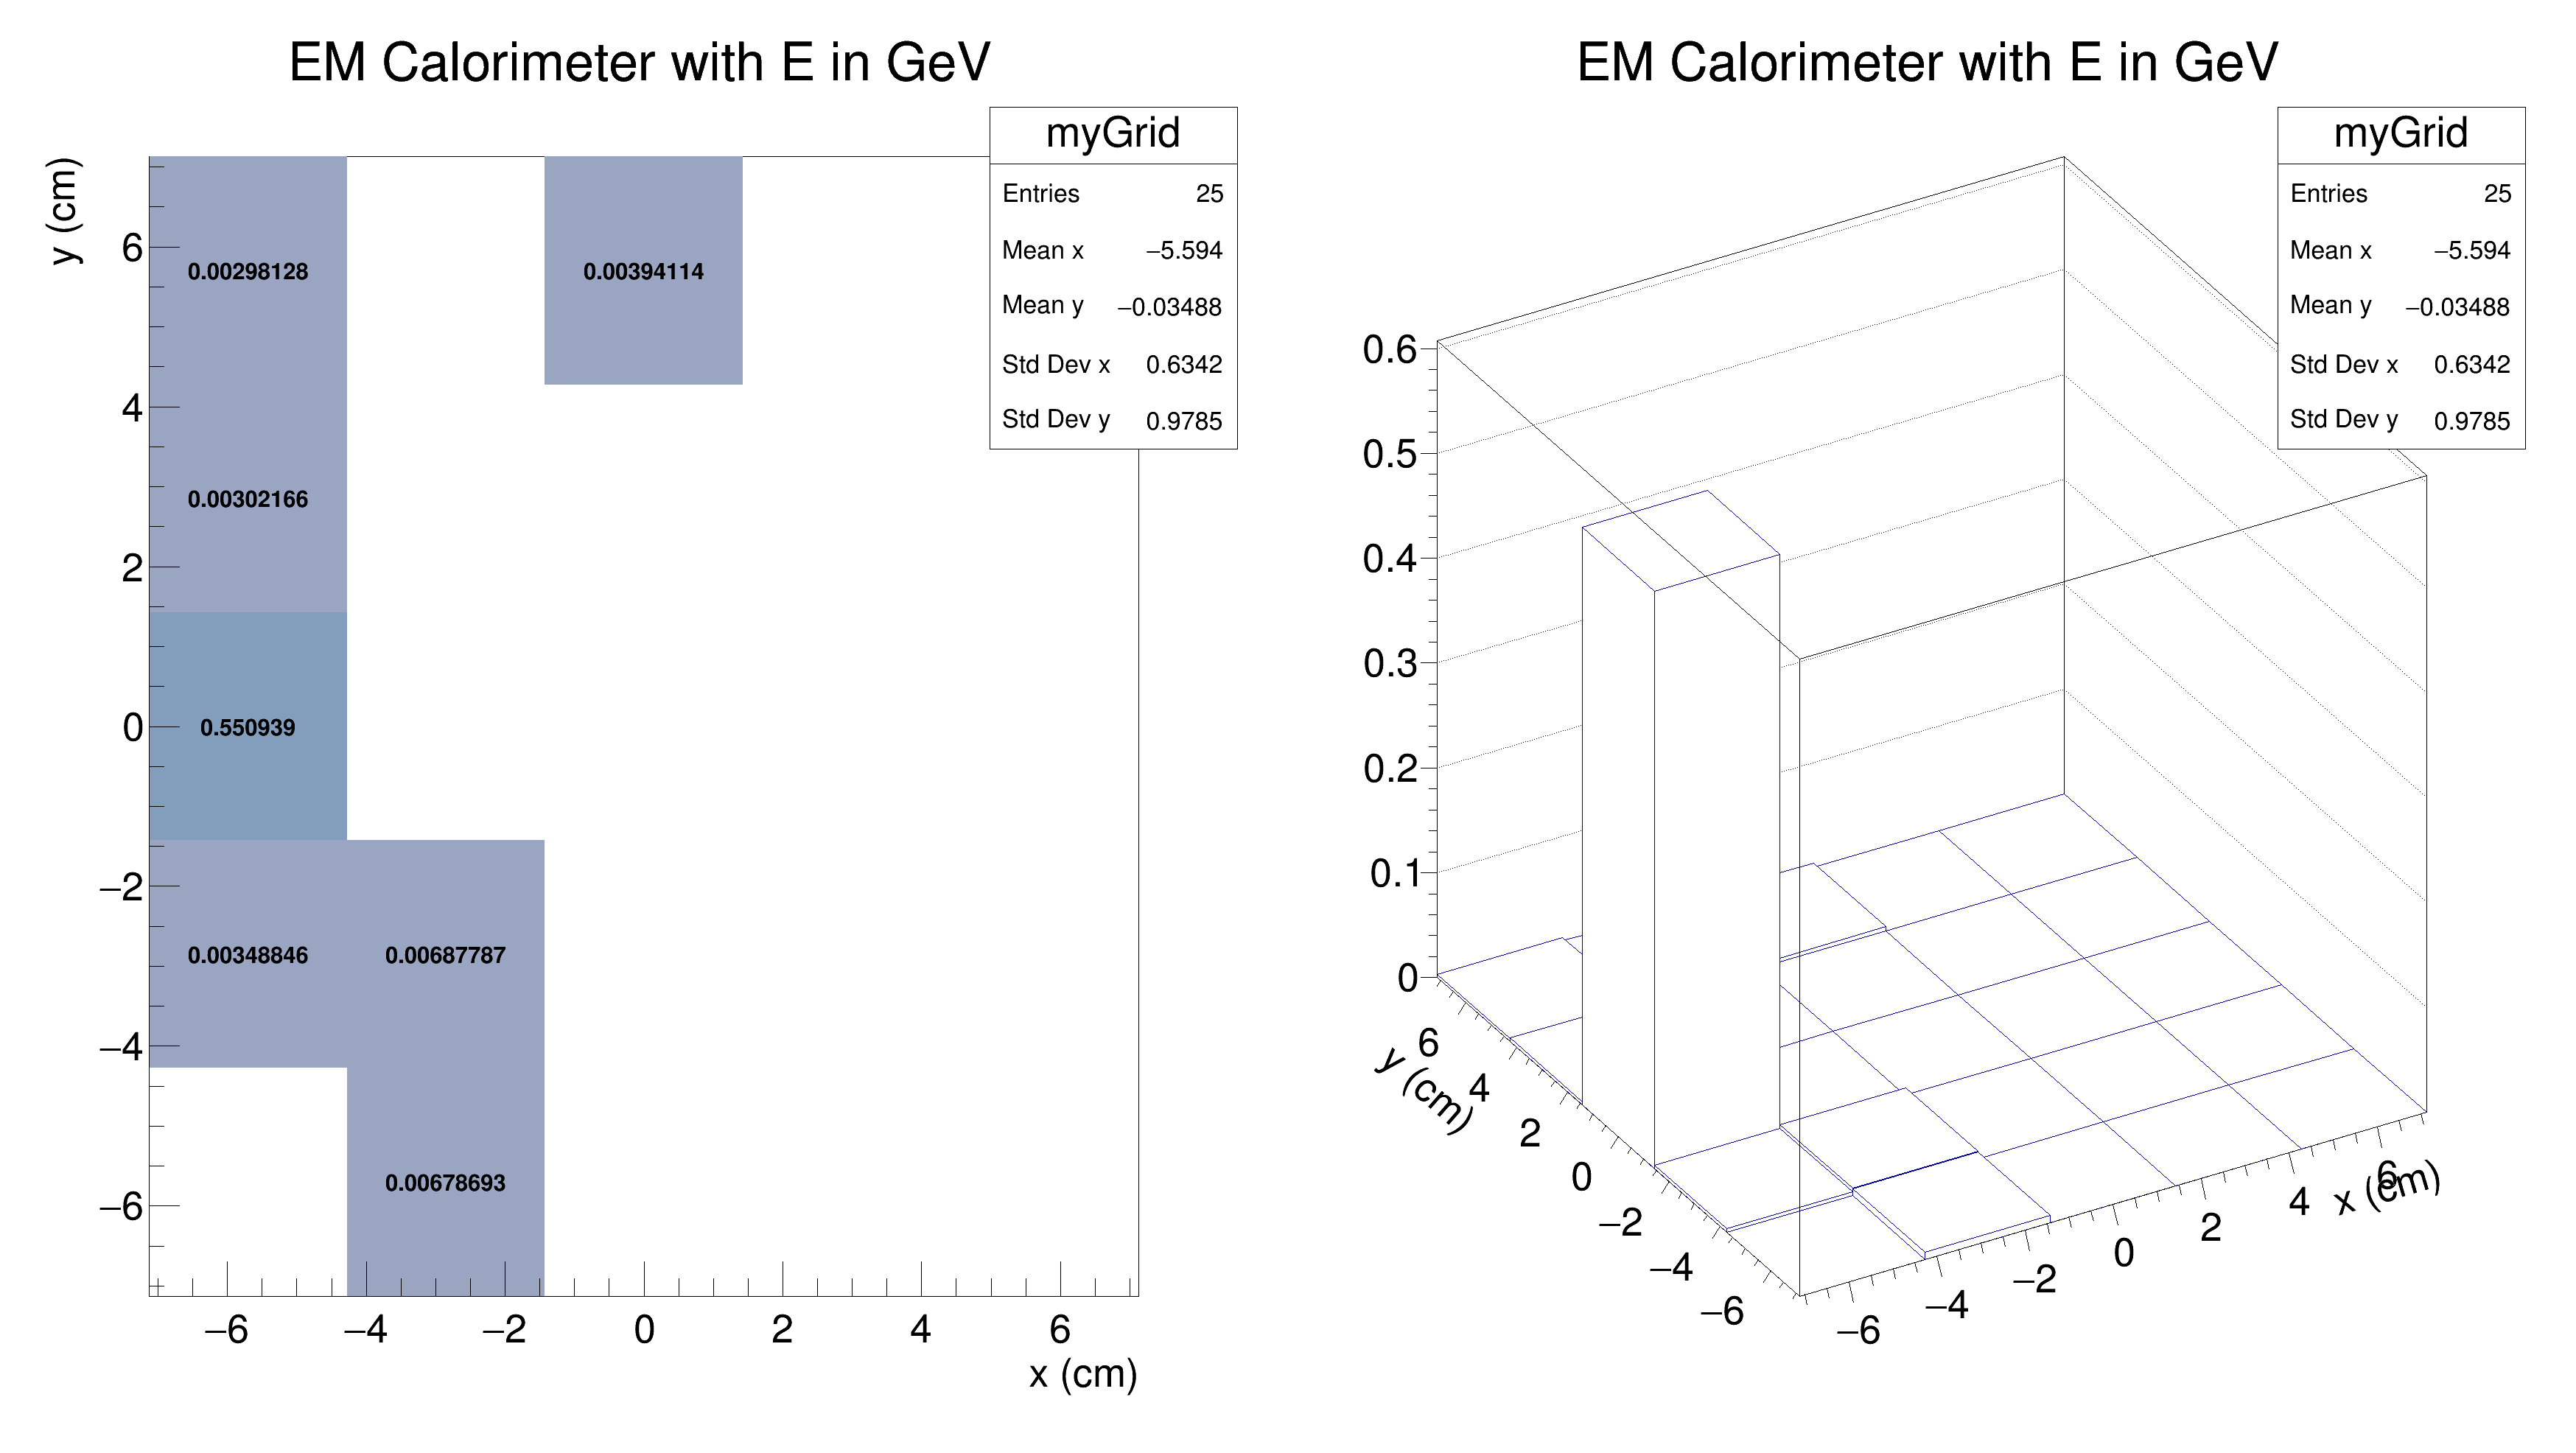 EM Calorimeter with E in GeV
myGrid
Entries 25
Mean x −5.594
Mean y −0.03488
Std Dev x 0.6342
Std Dev y 0.9785
y (cm)
6
4
2
0
−2
−4
−6
0.00298128 0.00394114
0.00302166
0.550939
0.00348846 0.00687787
0.00678693
−6 −4 −2 0 2 4 6
x (cm)
EM Calorimeter with E in GeV
myGrid
Entries 25
Mean x −5.594
Mean y −0.03488
Std Dev x 0.6342
Std Dev y 0.9785
0.6
0.5
0.4
0.3
0.2
0.1
0
y (cm)
6
4
2
0
−2
−4
−6
−6 −4 −2 0 2 4 6
x (cm)